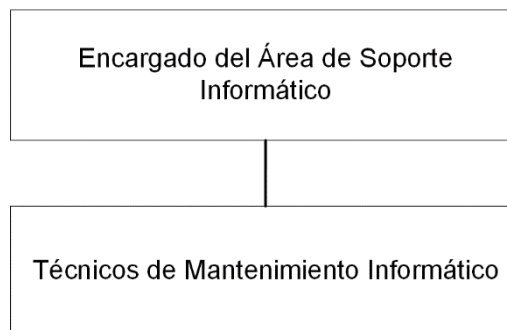 Encargado del Área de Soporte
Informático
Técnicos de Mantenimiento Informático